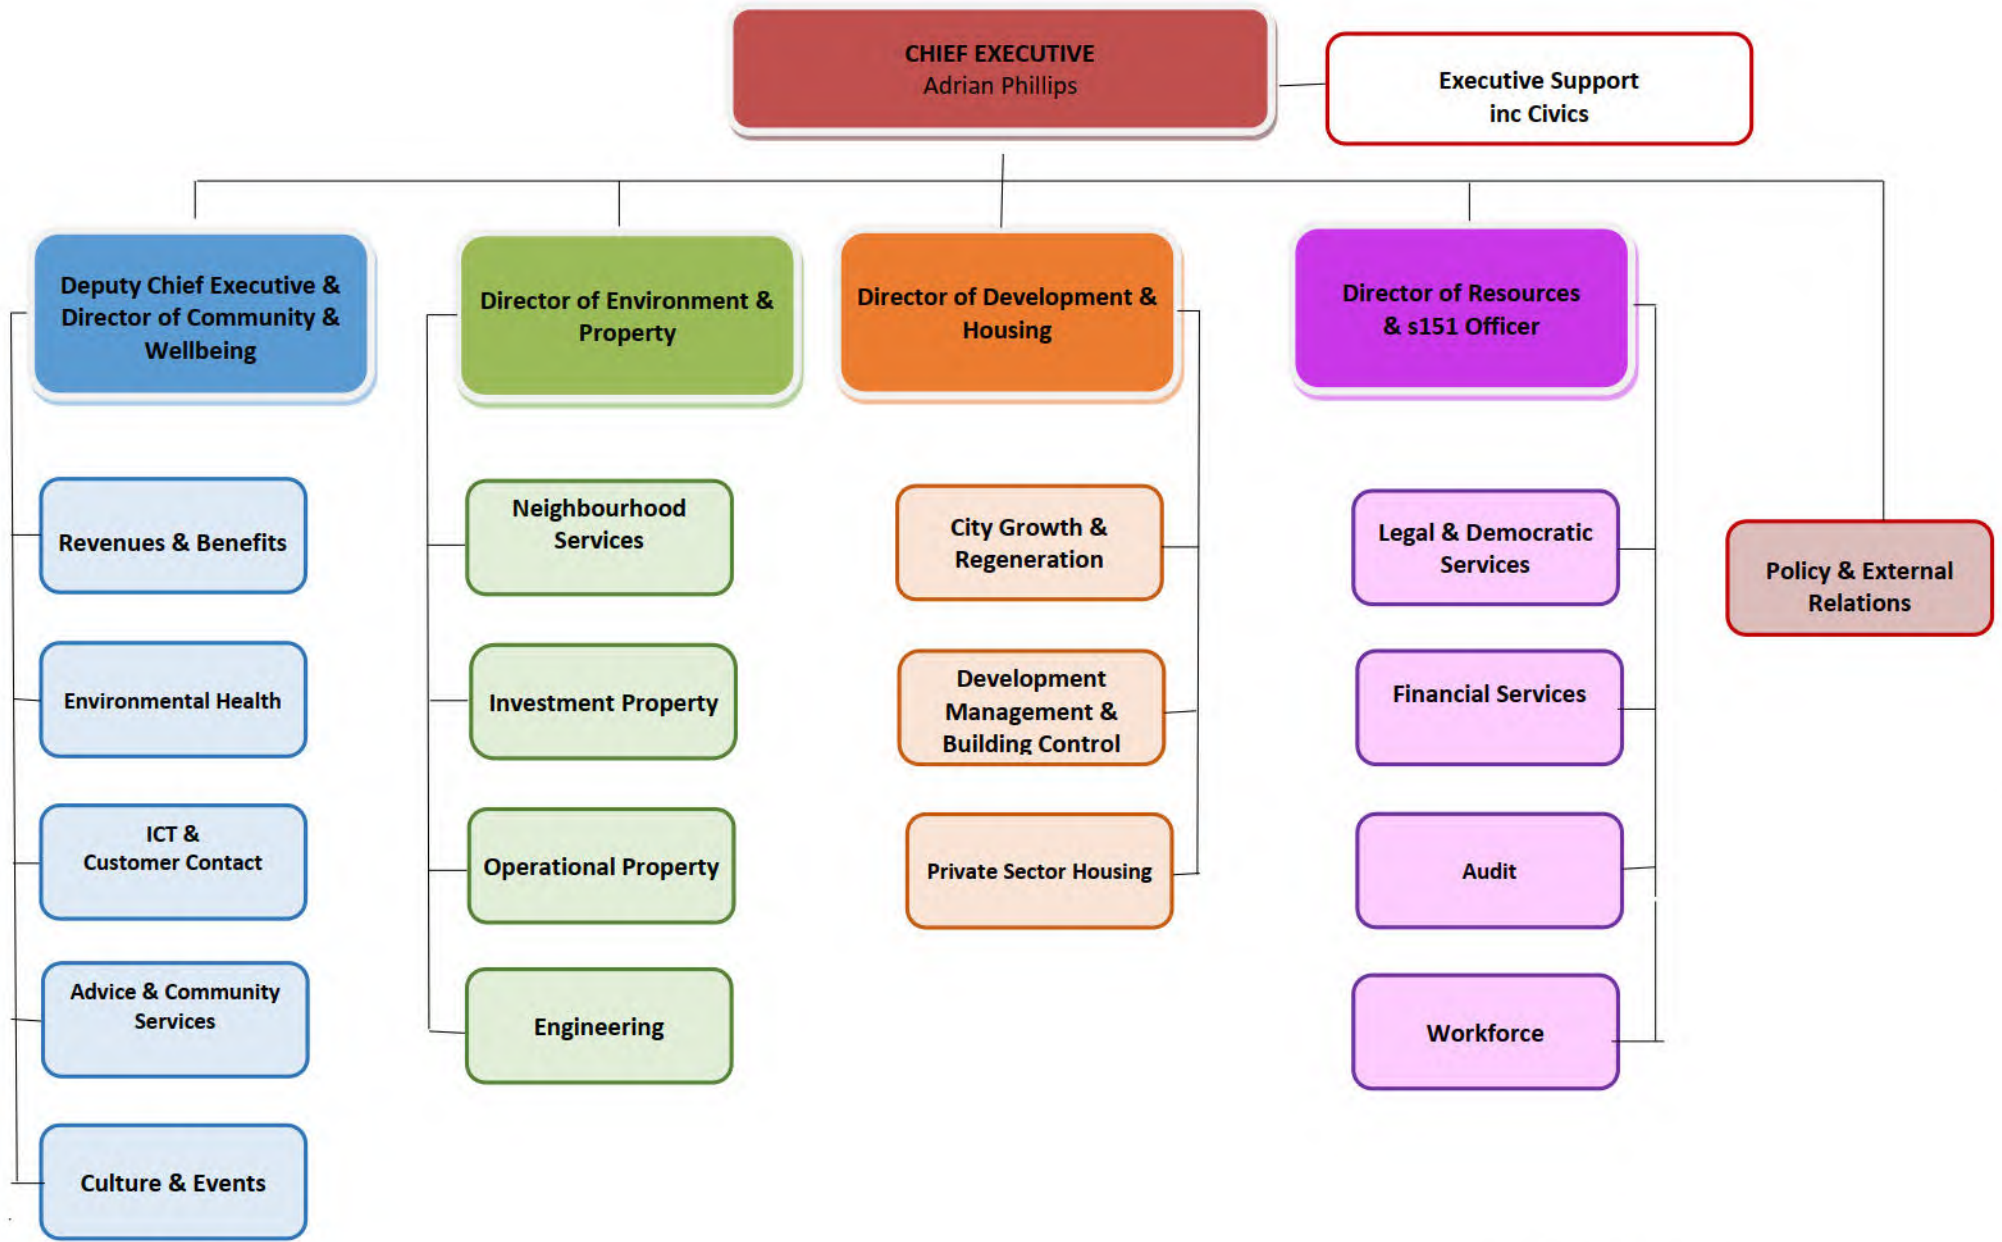 CHIEF EXECUTIVE
Adrian Phillips
Executive Support
inc Civics
Deputy Chief Executive &
Director of Community &
Wellbeing
Director of Environment &
Property
Director of Development &
Housing
Director of Resources
& s151 Officer
Revenues & Benefits
Environmental Health
ICT &
Customer Contact
Advice & Community
Services
Culture & Events
Neighbourhood
Services
Investment Property
Operational Property
Engineering
City Growth &
Regeneration
Development
Management &
Building Control
Private Sector Housing
Legal & Democratic
Services
Financial Services
Audit
Workforce
Policy & External
Relations